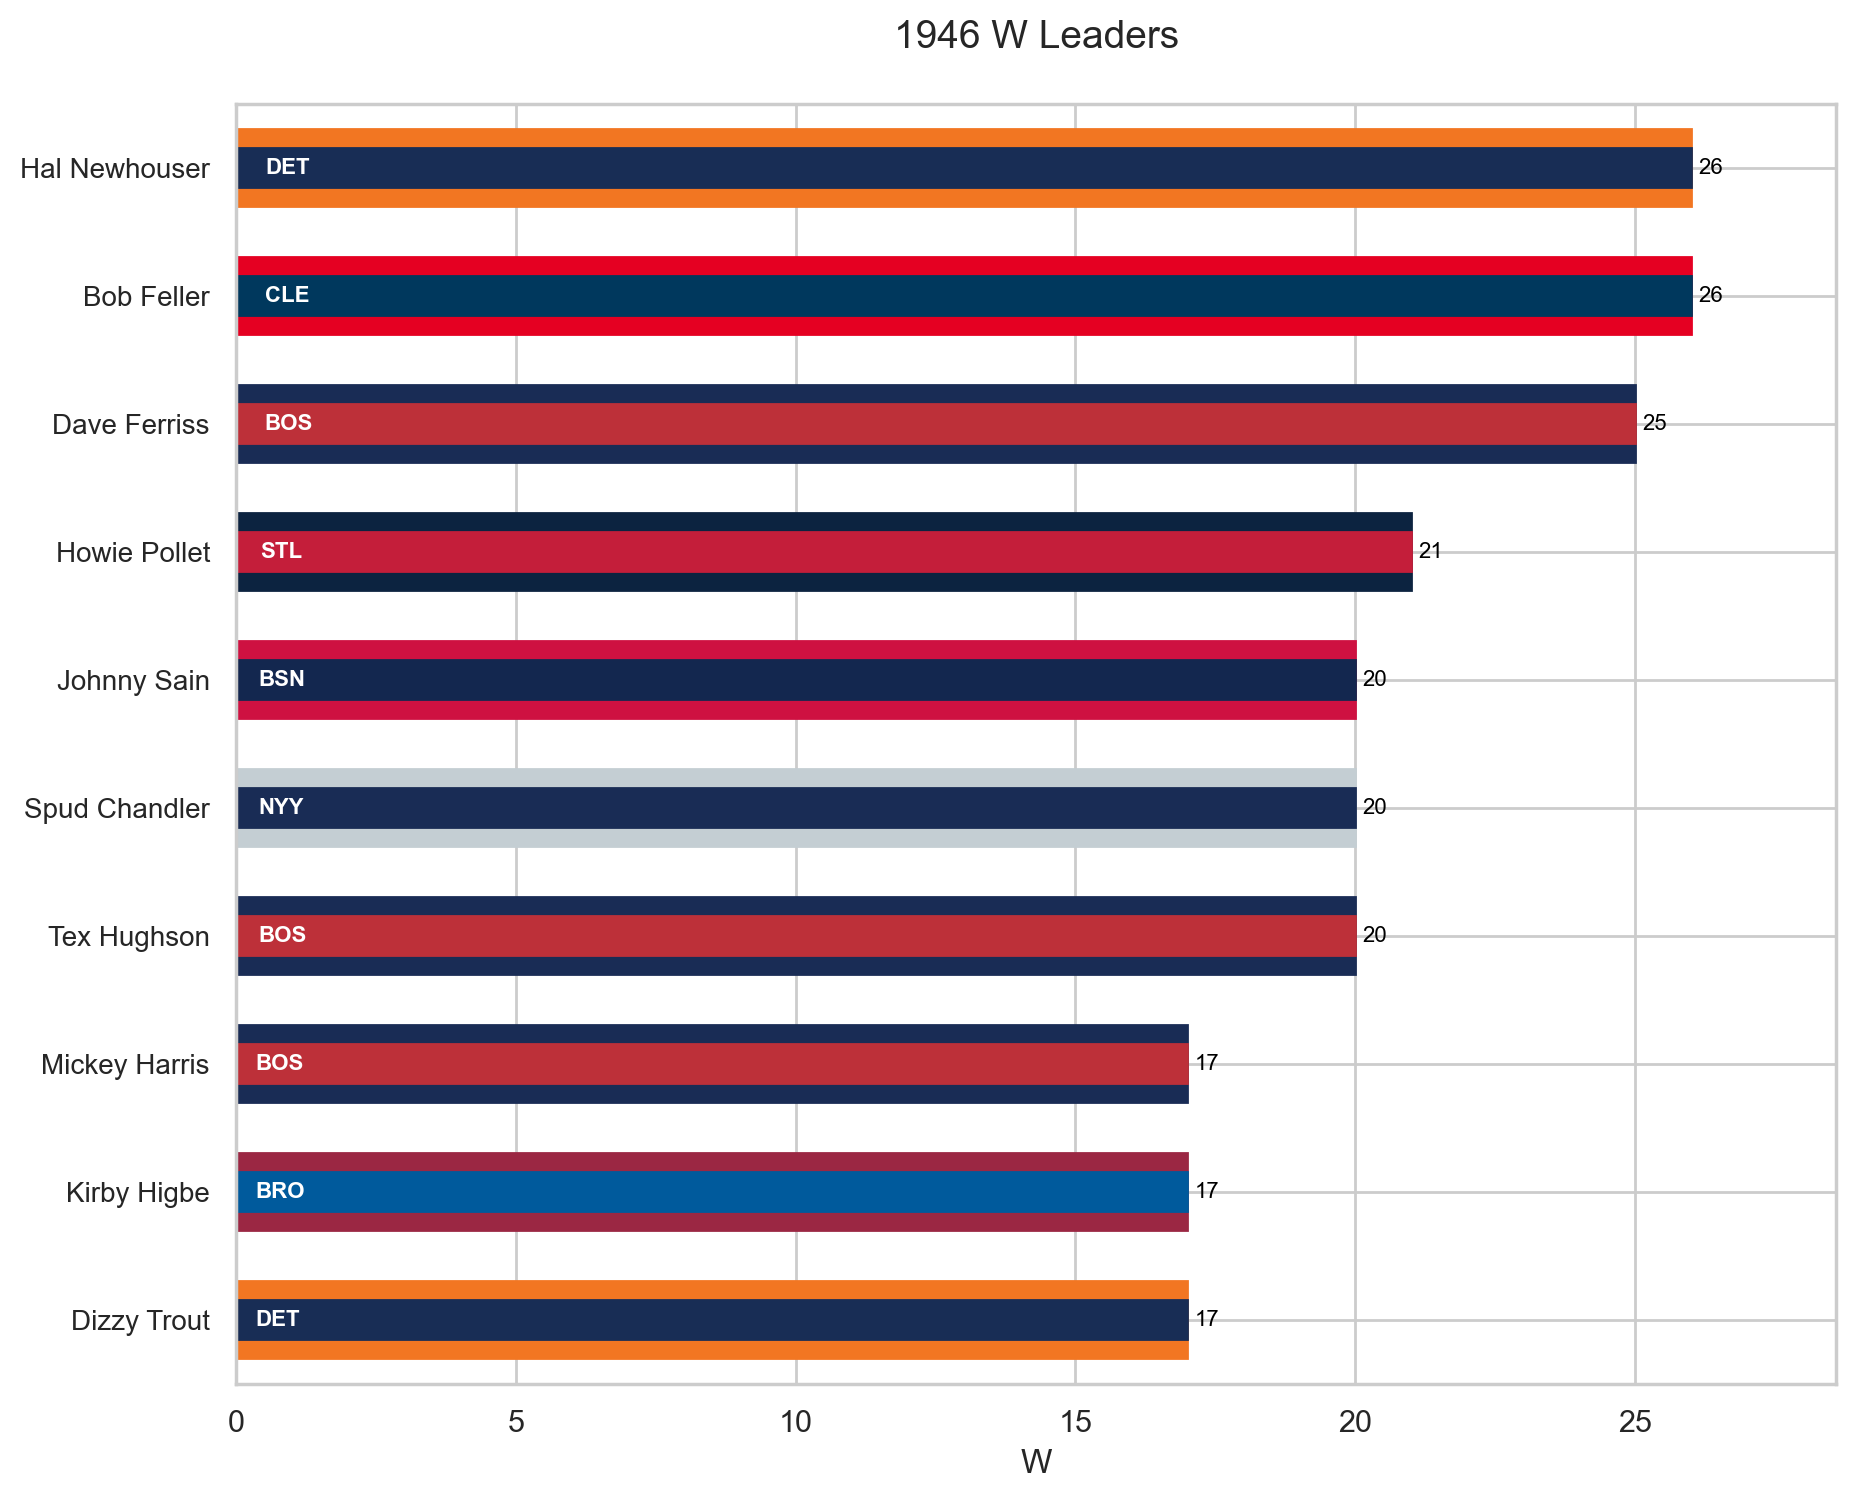 1946 W Leaders
Hal Newhouser DET 26
Bob Feller CLE 26
Dave Ferriss BOS 25
Howie Pollet STL 21
Johnny Sain BSN 20
Spud Chandler NYY 20
Tex Hughson BOS 20
Mickey Harris BOS 17
Kirby Higbe BRO 17
Dizzy Trout DET 17
0 5 10 15 20 25
W